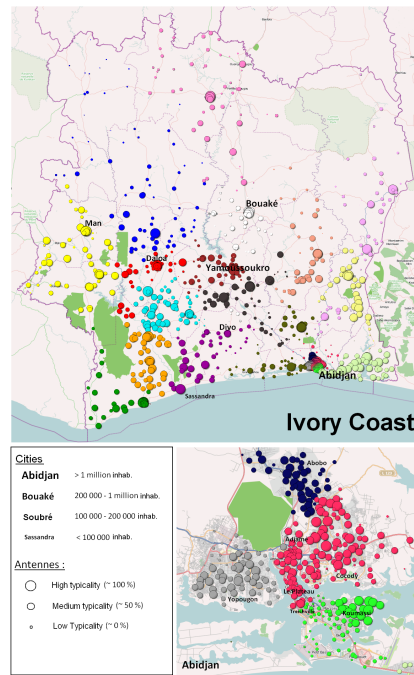 Bouaké
Man
Daloa
Yamoussoukro
Divo
Sassandra
Abidjan
Ivory Coast
Cities
Abidjan > 1 million inhab.
Bouaké 200 000 - 1 million inhab.
Soubré 100 000 - 200 000 inhab.
Sassandra < 100 000 inhab.
Antennes :
High typicality (~ 100 %)
Medium typicality (~ 50 %)
Low Typicality (~ 0 %)
Abobo
Adjamé
Cocody
Yopougon
Le Plateau
Treichville
Koumassi
Abidjan